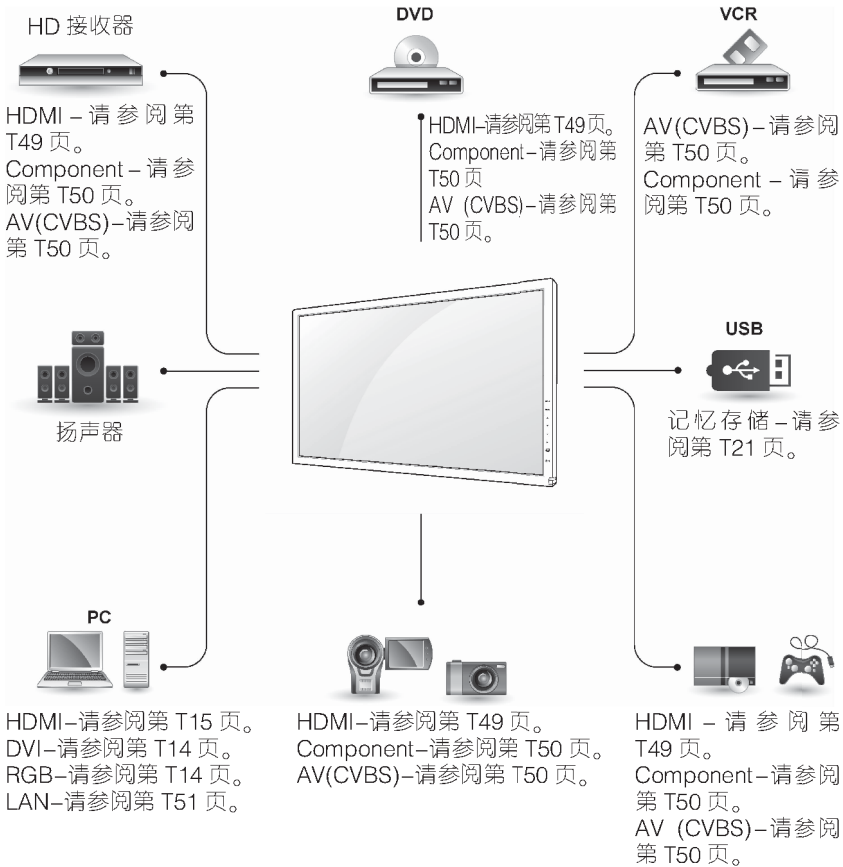 HD 接收器
HDMI – 请 参 阅 第
T49 页。
Component – 请 参
阅第 T50 页。
AV(CVBS)–请参阅
第 T50 页。
DVD
HDMI–请参阅第 T49页。
Component–请参阅第
T50 页
AV (CVBS)–请参阅第
T50 页。
VCR
AV(CVBS)–请参阅
第 T50 页。
Component – 请 参
阅第 T50 页。
扬声器
USB
记 忆 存 储 – 请 参
阅第 T21 页。
PC
HDMI–请参阅第 T15 页。
DVI–请参阅第 T14 页。
RGB–请参阅第 T14 页。
LAN–请参阅第 T51 页。
HDMI–请参阅第 T49 页。
Component–请参阅第 T50 页。
AV(CVBS)–请参阅第 T50 页。
HDMI – 请 参 阅 第
T49 页。
Component–请参阅
第 T50 页。
AV (CVBS)–请参阅
第 T50 页。